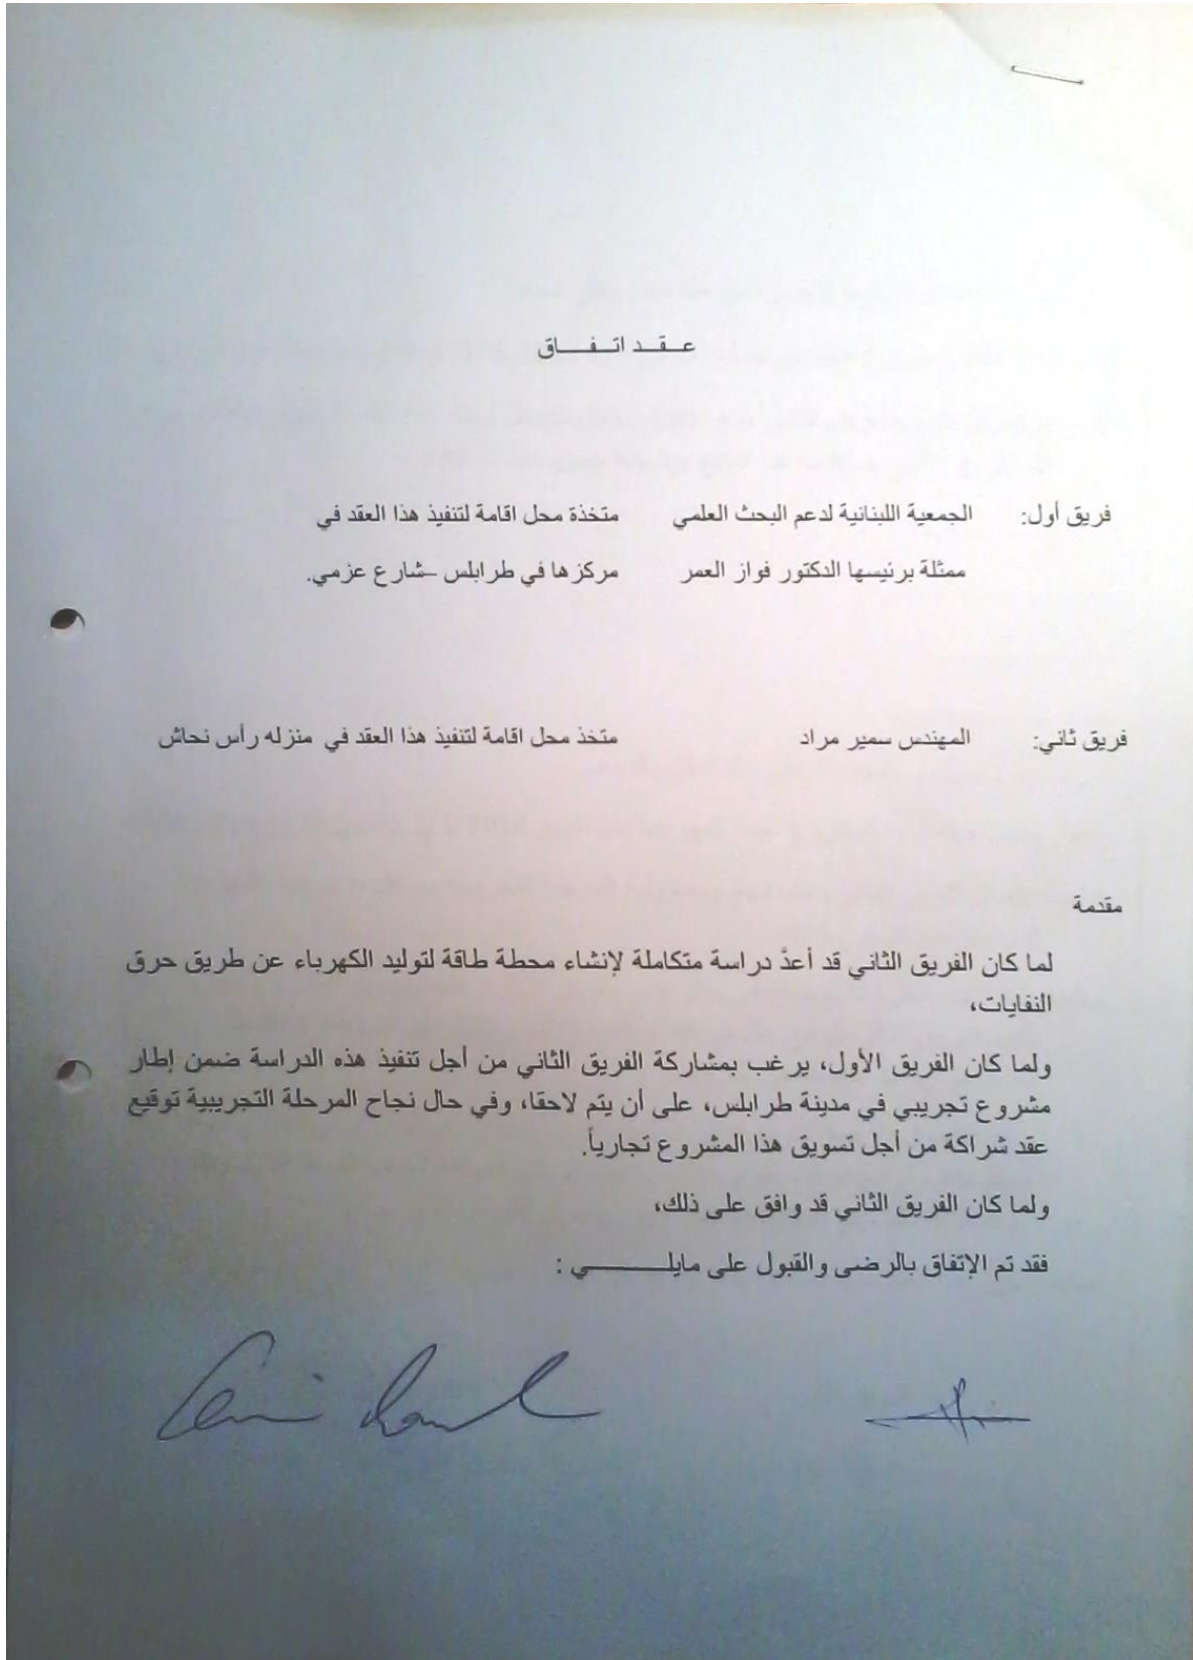 عـقـد اتـفـــاق
فريق أول: الجمعية اللبنانية لدعم البحث العلمي متخذة محل اقامة لتنفيذ هذا العقد في
ممثلة برئيسها الدكتور فواز العمر مركزها في طرابلس –شارع عزمي.
فريق ثاني: المهندس سمير مراد متخذ محل اقامة لتنفيذ هذا العقد في منزله رأس نحاش
مقدمة
لما كان الفريق الثاني قد أعدَّ دراسة متكاملة لإنشاء محطة طاقة لتوليد الكهرباء عن طريق حرق
النفايات،
ولما كان الفريق الأول، يرغب بمشاركة الفريق الثاني من أجل تنفيذ هذه الدراسة ضمن إطار
مشروع تجريبي في مدينة طرابلس، على أن يتم لاحقا، وفي حال نجاح المرحلة التجريبية توقيع
عقد شراكة من أجل تسويق هذا المشروع تجارياً.
ولما كان الفريق الثاني قد وافق على ذلك،
فقد تم الإتفاق بالرضى والقبول على مايلـــــــي :